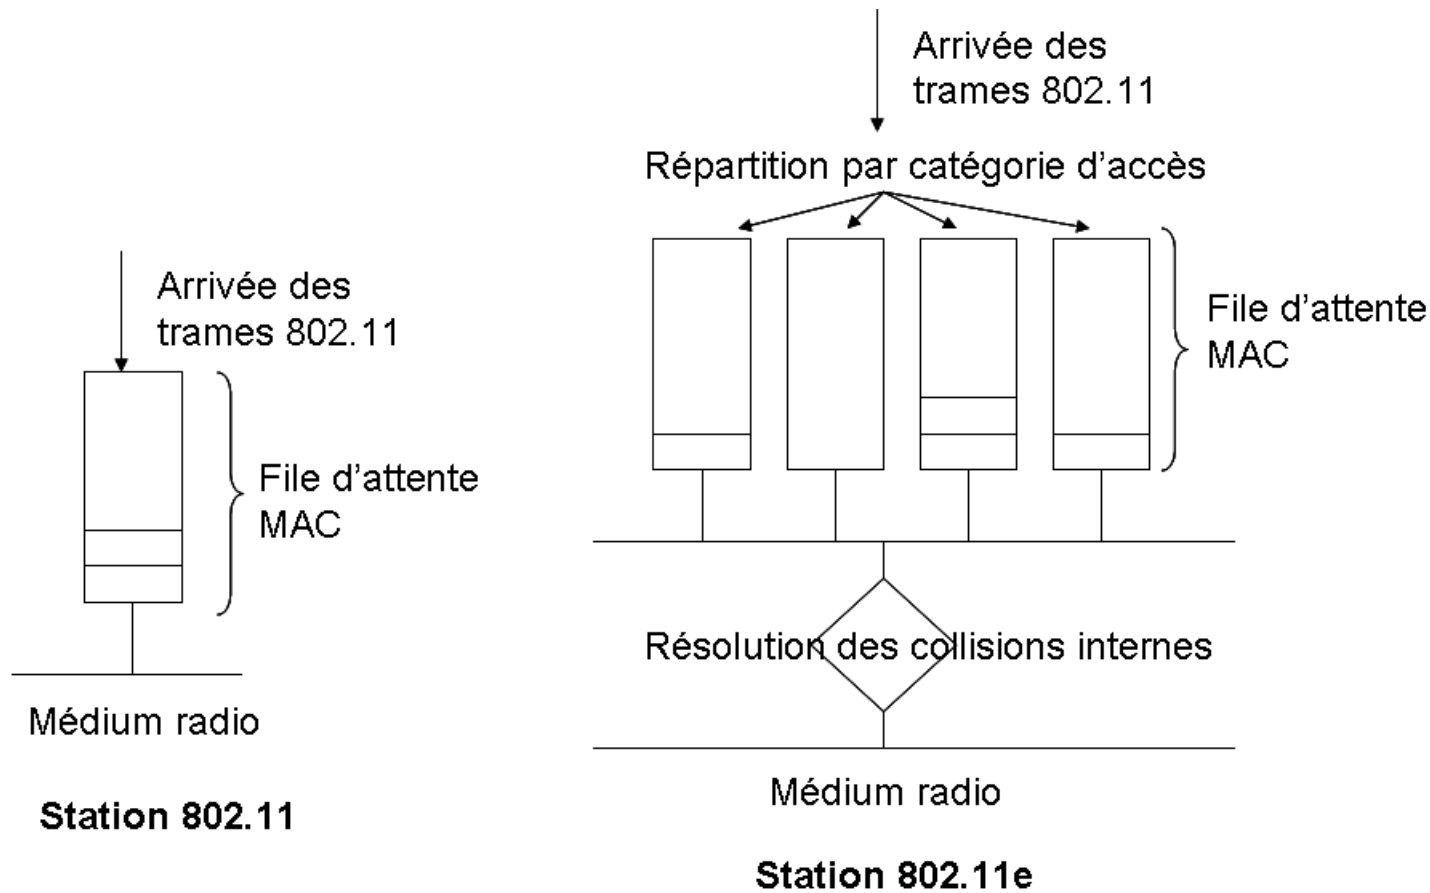 Arrivée des
trames 802.11
File d’attente
MAC
Médium radio
Station 802.11
Arrivée des
trames 802.11
Répartition par catégorie d’accès
File d’attente
MAC
Résolution des collisions internes
Médium radio
Station 802.11e